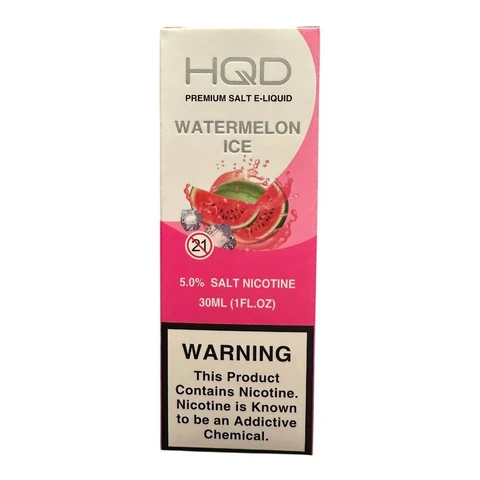 HQD
PREMIUM SALT E-LIQUID
WATERMELON
ICE
21
5.0% SALT NICOTINE
30ML (1FL.OZ)
WARNING
This Product
Contains Nicotine.
Nicotine is Known
to be an Addictive
Chemical.